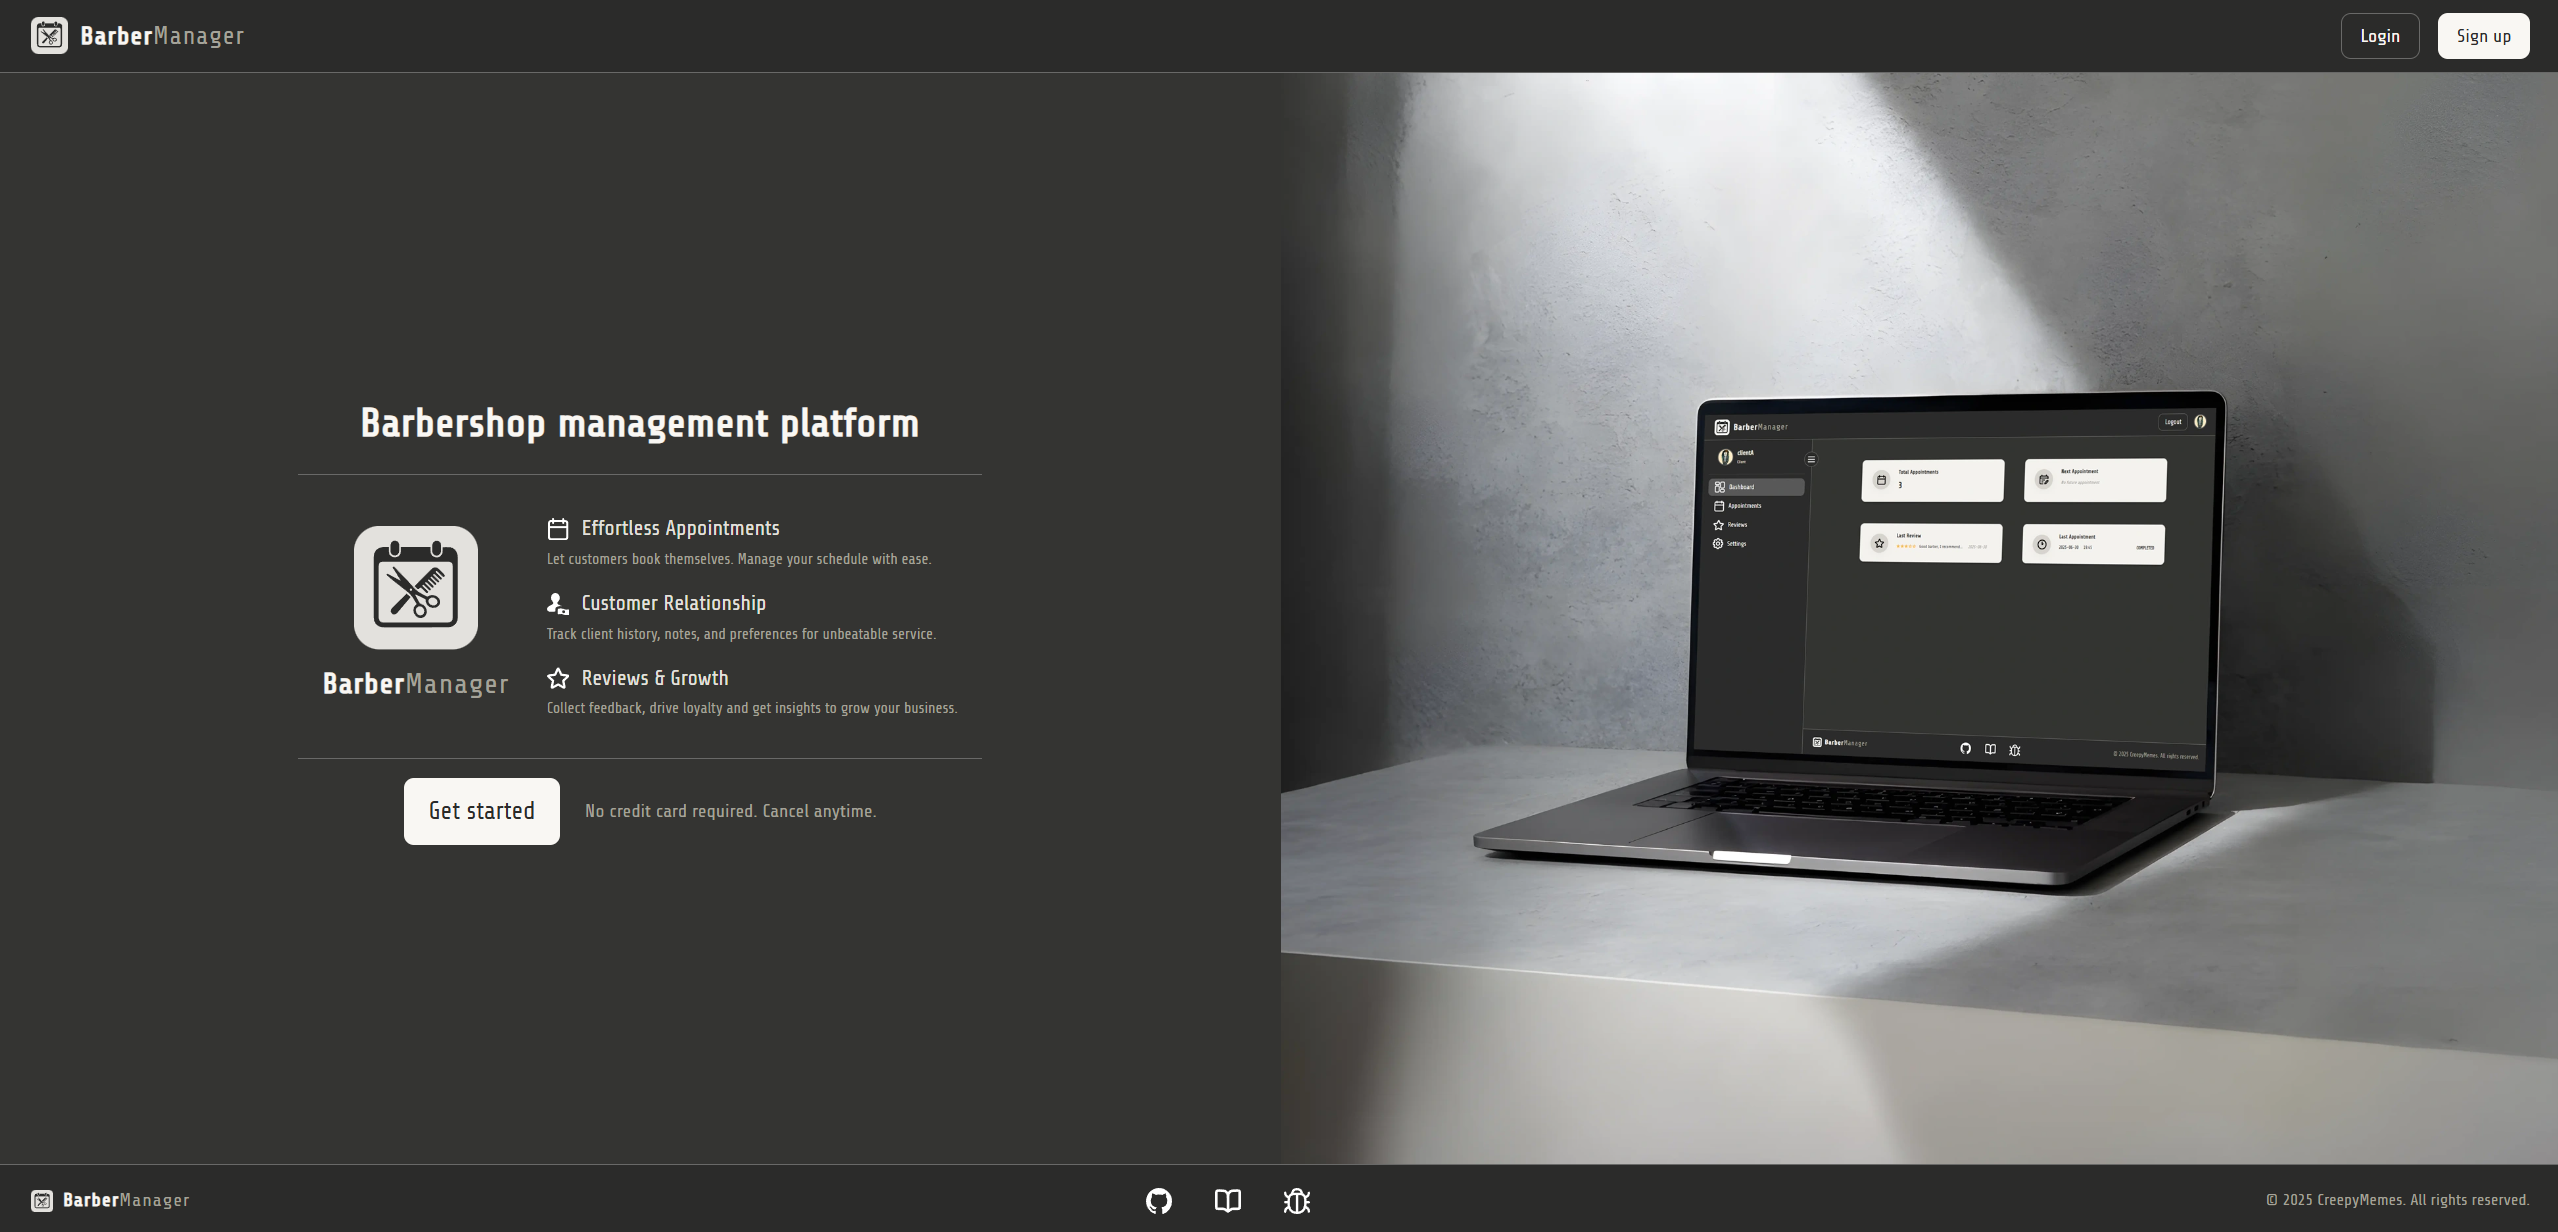 BarberManager
Login
Sign up
Barbershop management platform
Effortless Appointments
Let customers book themselves. Manage your schedule with ease.
Customer Relationship
Track client history, notes, and preferences for unbeatable service.
BarberManager
Reviews & Growth
Collect feedback, drive loyalty and get insights to grow your business.
Get started
No credit card required. Cancel anytime.
BarberManager
Logout
clientA
Client
Dashboard
Appointments
Reviews
Settings
Total Appointments
3
Next Appointment
No future appointments
Last Review
Last Appointment
COMPLETED
BarberManager
© 2025 CreepyMemes. All rights reserved.
BarberManager
© 2025 CreepyMemes. All rights reserved.